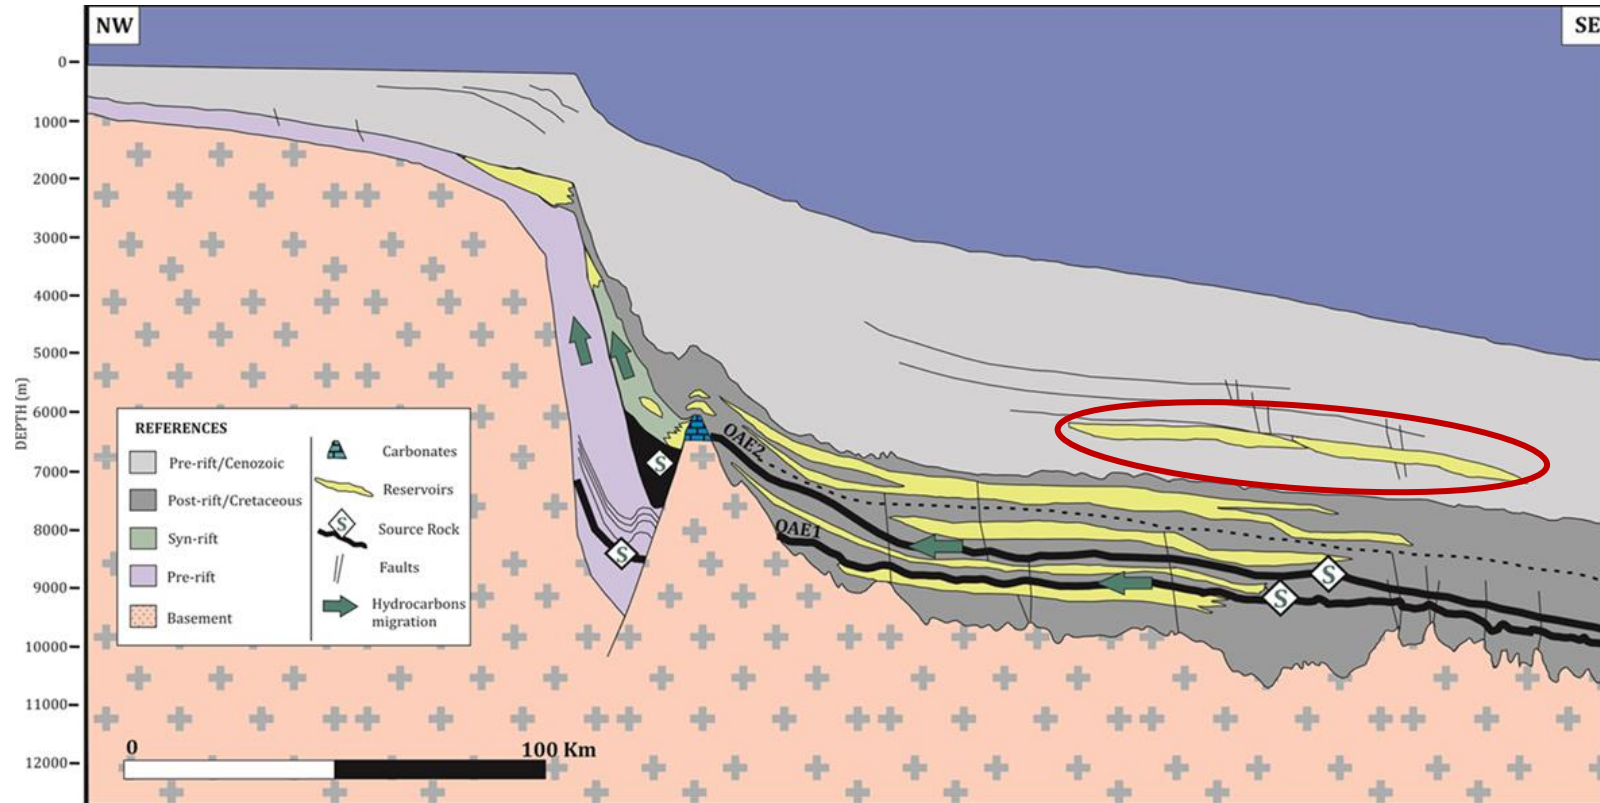 NW
SE
0
1000
2000
3000
4000
5000
6000
7000
8000
9000
10000
11000
12000
DEPTH (m)
REFERENCES
Pre-rift/Cenozoic
Post-rift/Cretaceous
Syn-rift
Pre-rift
Basement
Carbonates
Reservoirs
S
Source Rock
Faults
Hydrocarbons
migration
S
S
OAE2
OAE1
S
S
0
100 Km